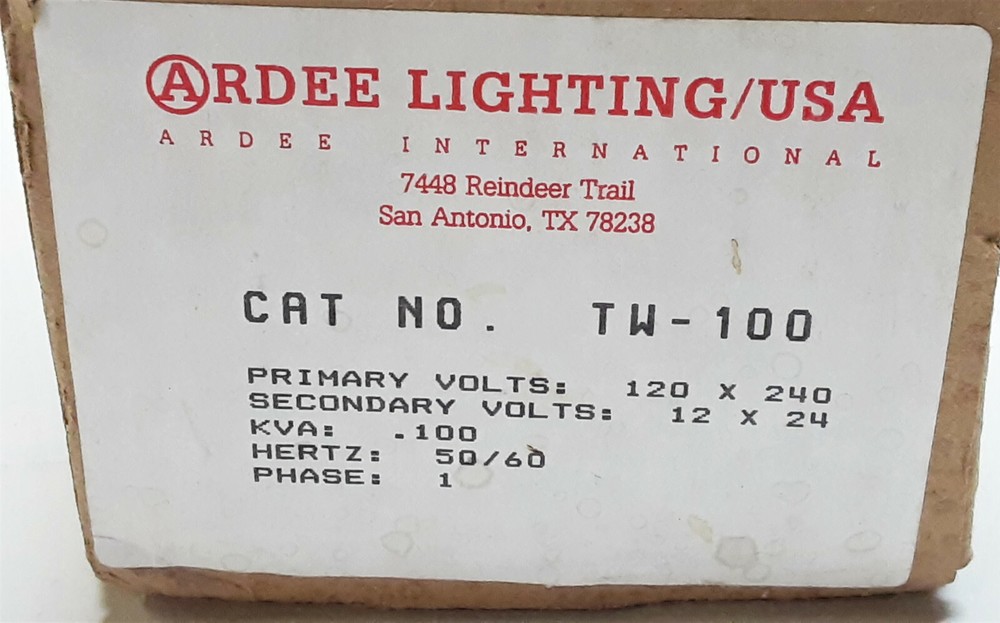 ARDEE LIGHTING/USA
ARDEE INTERNATIONAL
7448 Reindeer Trail
San Antonio, TX 78238
CAT NO. TW-100
PRIMARY VOLTS: 120 X 240
SECONDARY VOLTS: 12 X 24
KVA: .100
HERTZ: 50/60
PHASE: 1